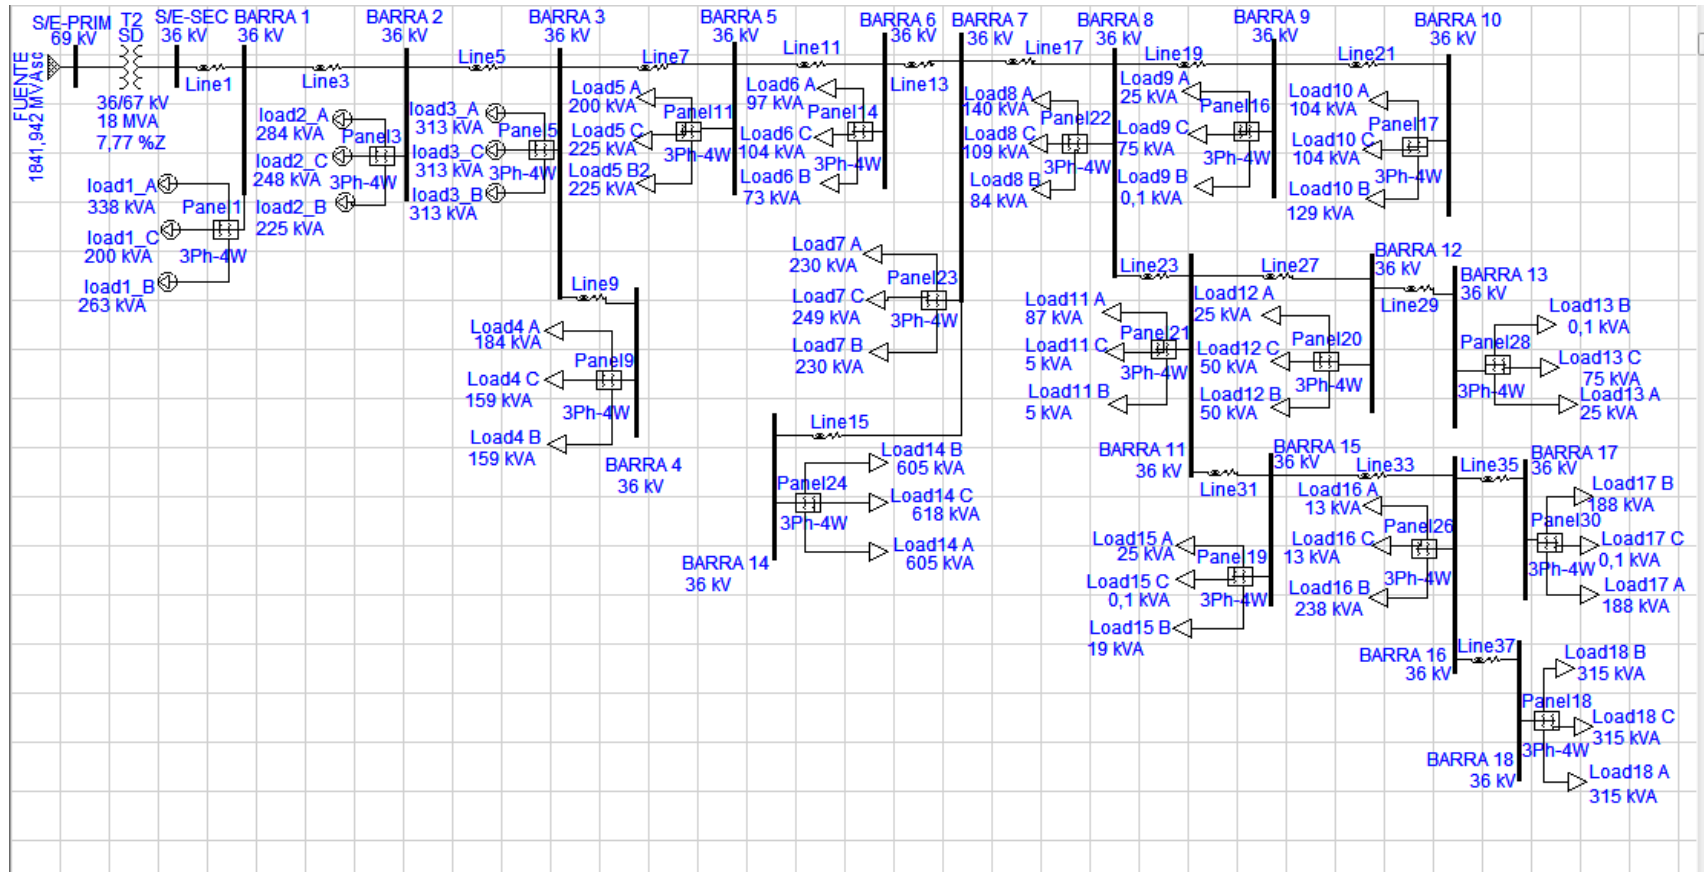 S/E-PRIM
69 kV
T2
SD
S/E-SEC
36 kV
BARRA 1
36 kV
BARRA 2
36 kV
BARRA 3
36 kV
BARRA 5
36 kV
BARRA 6
36 kV
BARRA 7
36 kV
BARRA 8
36 kV
BARRA 9
36 kV
BARRA 10
36 kV
FUENTE
1841,942 MVAsc
36/67 kV
18 MVA
7,77 %Z
Line1
Line3
Line5
Line7
Line11
Line13
Line17
Line19
Line21
load1_A
338 kVA
load1_C
200 kVA
load1_B
263 kVA
Panel1
3Ph-4W
load2_A
284 kVA
load2_C
248 kVA
load2_B
225 kVA
Panel3
3Ph-4W
load3_A
313 kVA
load3_C
313 kVA
load3_B
313 kVA
Panel5
3Ph-4W
Load5 A
200 kVA
Load5 C
225 kVA
Load5 B2
225 kVA
Panel11
3Ph-4W
Load6 A
97 kVA
Load6 C
104 kVA
Load6 B
73 kVA
Panel14
3Ph-4W
Load8 A
140 kVA
Load8 C
109 kVA
Load8 B
84 kVA
Panel22
3Ph-4W
Load9 A
25 kVA
Load9 C
75 kVA
Load9 B
0,1 kVA
Panel16
3Ph-4W
Load10 A
104 kVA
Load10 C
104 kVA
Load10 B
129 kVA
Panel17
3Ph-4W
Line9
Load4 A
184 kVA
Load4 C
159 kVA
Load4 B
159 kVA
Panel9
3Ph-4W
BARRA 4
36 kV
Load7 A
230 kVA
Load7 C
249 kVA
Load7 B
230 kVA
Panel23
3Ph-4W
Line15
Load14 B
605 kVA
Load14 C
618 kVA
Load14 A
605 kVA
Panel24
3Ph-4W
BARRA 14
36 kV
Line23
Line27
BARRA 12
36 kV
Line29
BARRA 13
36 kV
Load11 A
87 kVA
Load11 C
5 kVA
Load11 B
5 kVA
Panel21
3Ph-4W
BARRA 11
36 kV
Load12 A
25 kVA
Load12 C
50 kVA
Load12 B
50 kVA
Panel20
3Ph-4W
Load13 B
0,1 kVA
Load13 C
75 kVA
Load13 A
25 kVA
Panel28
3Ph-4W
Line31
BARRA 15
36 kV
Line33
Line35
BARRA 17
36 kV
Load15 A
25 kVA
Load15 C
0,1 kVA
Load15 B
19 kVA
Panel19
3Ph-4W
Load16 A
13 kVA
Load16 C
13 kVA
Load16 B
238 kVA
Panel26
3Ph-4W
BARRA 16
36 kV
Load17 B
188 kVA
Load17 C
0,1 kVA
Load17 A
188 kVA
Panel30
3Ph-4W
Line37
Load18 B
315 kVA
Load18 C
315 kVA
Load18 A
315 kVA
Panel18
3Ph-4W
BARRA 18
36 kV